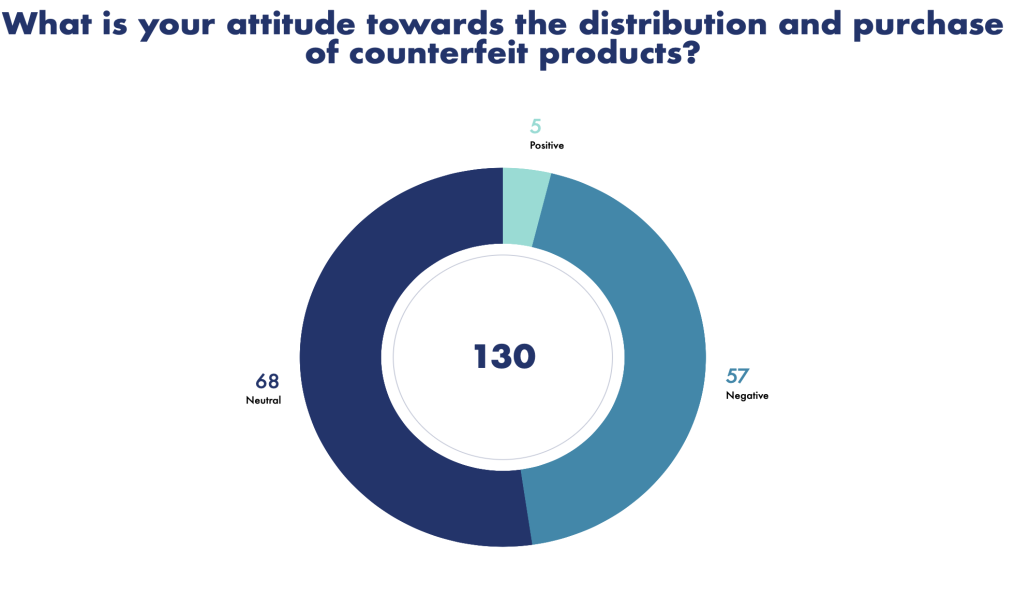 What is your attitude towards the distribution and purchase
of counterfeit products?
5
Positive
130
68
Neutral
57
Negative